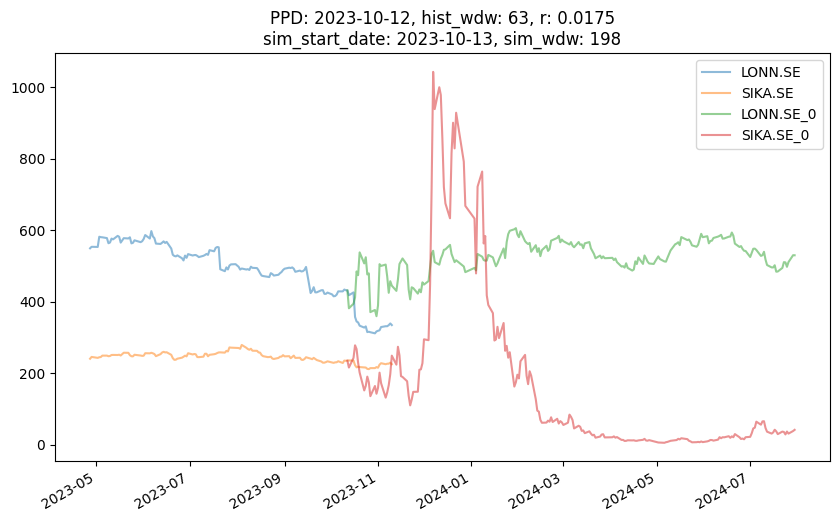 PPD: 2023-10-12, hist_wdw: 63, r: 0.0175
sim_start_date: 2023-10-13, sim_wdw: 198
LONN.SE
SIKA.SE
LONN.SE_0
SIKA.SE_0
1000
800
600
400
200
0
2023-05
2023-07
2023-09
2023-11
2024-01
2024-03
2024-05
2024-07